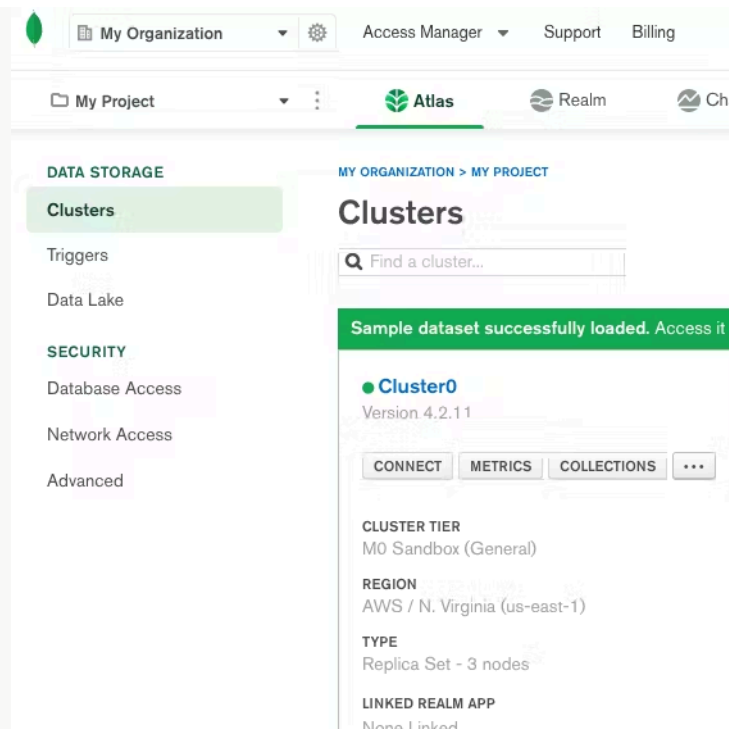 My Organization
Access Manager
Support
Billing
My Project
Atlas
Realm
Ch
DATA STORAGE
Clusters
Triggers
Data Lake
SECURITY
Database Access
Network Access
Advanced
MY ORGANIZATION > MY PROJECT
Clusters
Find a cluster...
Sample dataset successfully loaded. Access it
Cluster0
Version 4.2.11
CONNECT
METRICS
COLLECTIONS
...
CLUSTER TIER
M0 Sandbox (General)
REGION
AWS / N. Virginia (us-east-1)
TYPE
Replica Set - 3 nodes
LINKED REALM APP
None Linked